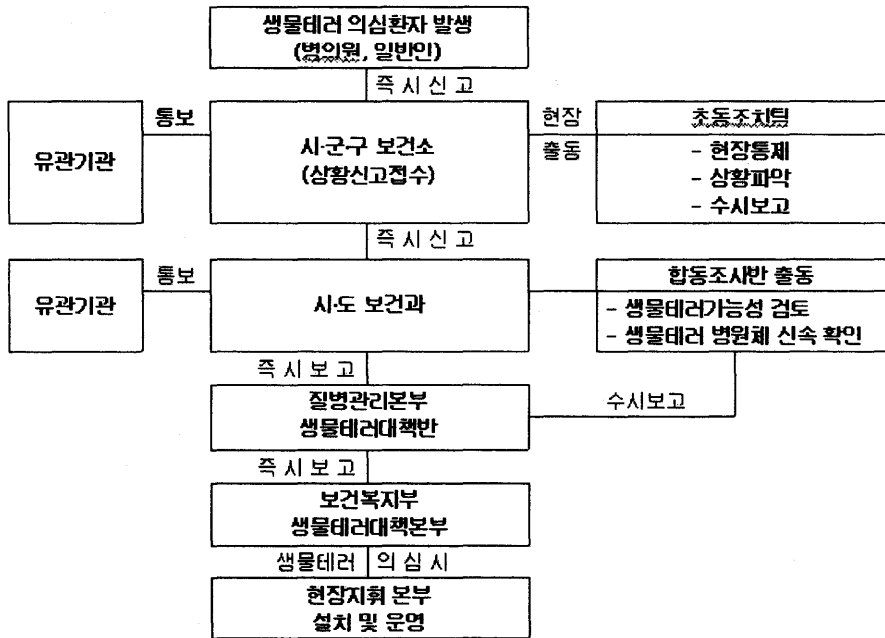 생물테러 의심환자 발생
(병의원, 일반인)
즉 시 신 고
유관기관
통보
시·군·구 보건소
(상황신고접수)
현장
출동
초동조치팀
- 현장통제
- 상황파악
- 수시보고
즉 시 신 고
유관기관
통보
시·도 보건과
합동조사반 출동
- 생물테러가능성 검토
- 생물테러 병원체 신속 확인
즉 시 보 고
질병관리본부
생물테러대책반
수시보고
즉 시 보 고
보건복지부
생물테러대책본부
생물테러 의 심 시
현장지휘 본부
설치 및 운영